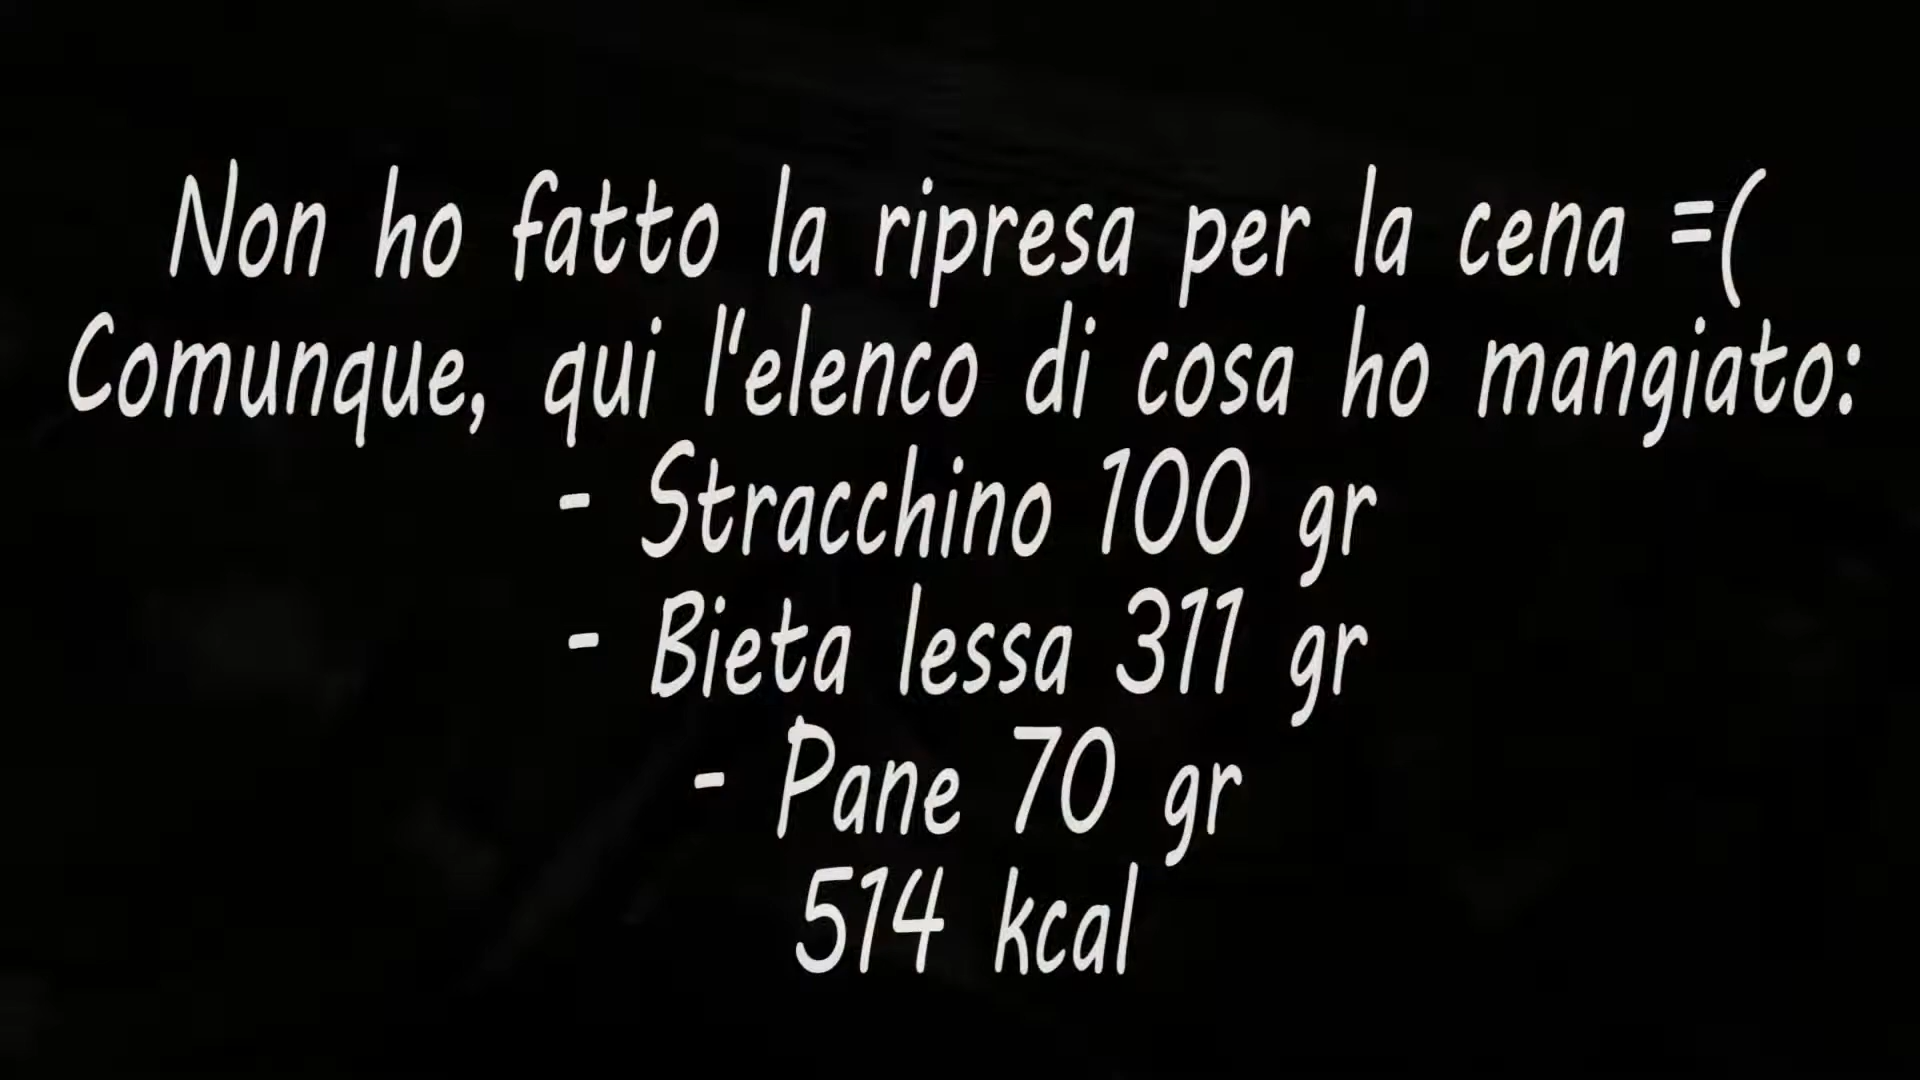 Non ho fatto la ripresa per la cena =(
Comunque, qui l'elenco di cosa ho mangiato:
- Stracchino 100 gr
- Bieta lessa 311 gr
- Pane 70 gr
514 kcal